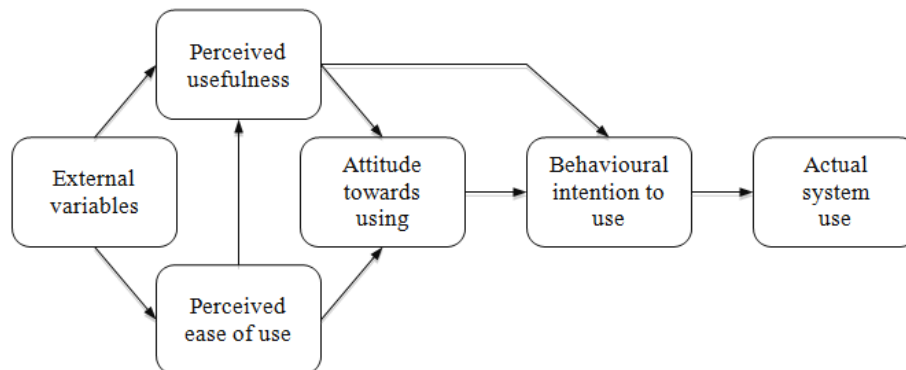 Perceived
usefulness
External
variables
Attitude
towards
using
Behavioural
intention to
use
Actual
system
use
Perceived
ease of use